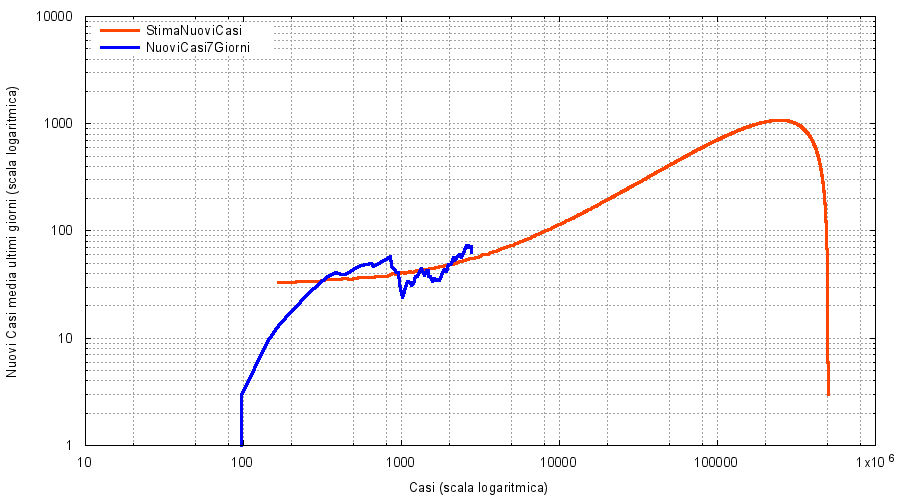 10000
1000
100
10
1
Nuovi Casi media ultimi giorni (scala logaritmica)
StimaNuoviCasi
NuoviCasi7Giorni
10 100 1000 10000 100000 1x10 6
Casi (scala logaritmica)